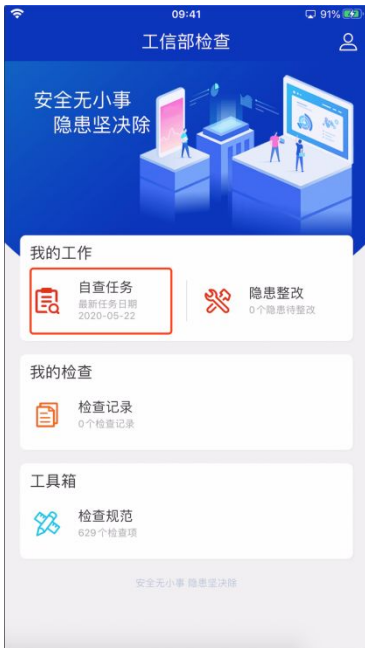 09:41
91%
工信部检查
安全无小事
隐患坚决除
我的工作
自查任务
最新任务日期
2020-05-22
隐患整改
0个隐患待整改
我的检查
检查记录
0个检查记录
工具箱
检查规范
629个检查项
安全无小事 隐患坚决除